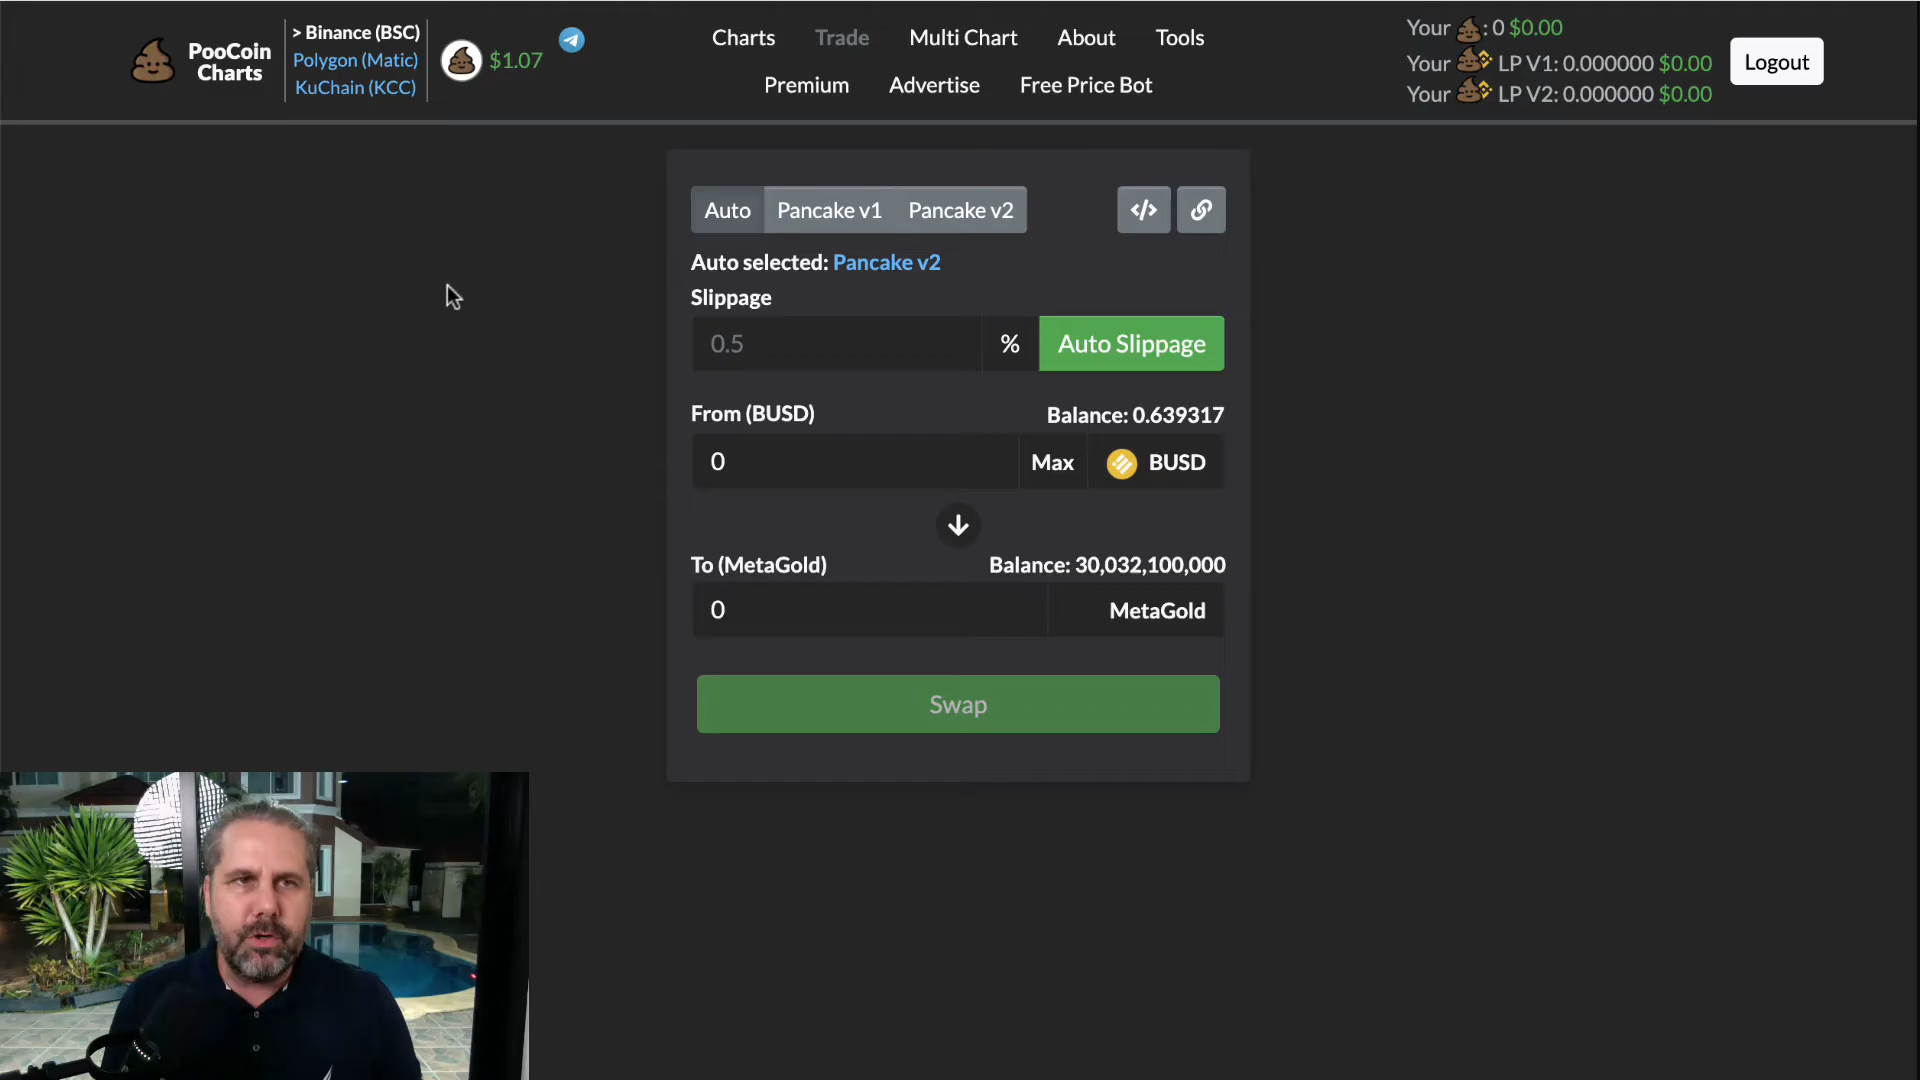 PooCoin
Charts
> Binance (BSC)
Polygon (Matic)
KuChain (KCC)
$1.07
Charts
Trade
Multi Chart
About
Tools
Premium
Advertise
Free Price Bot
Your : 0 $0.00
Your LP V1: 0.000000 $0.00
Your LP V2: 0.000000 $0.00
Logout
Auto
Pancake v1
Pancake v2
</>
Auto selected: Pancake v2
Slippage
0.5
%
Auto Slippage
From (BUSD)
Balance: 0.639317
0
Max
BUSD
To (MetaGold)
Balance: 30,032,100,000
0
MetaGold
Swap